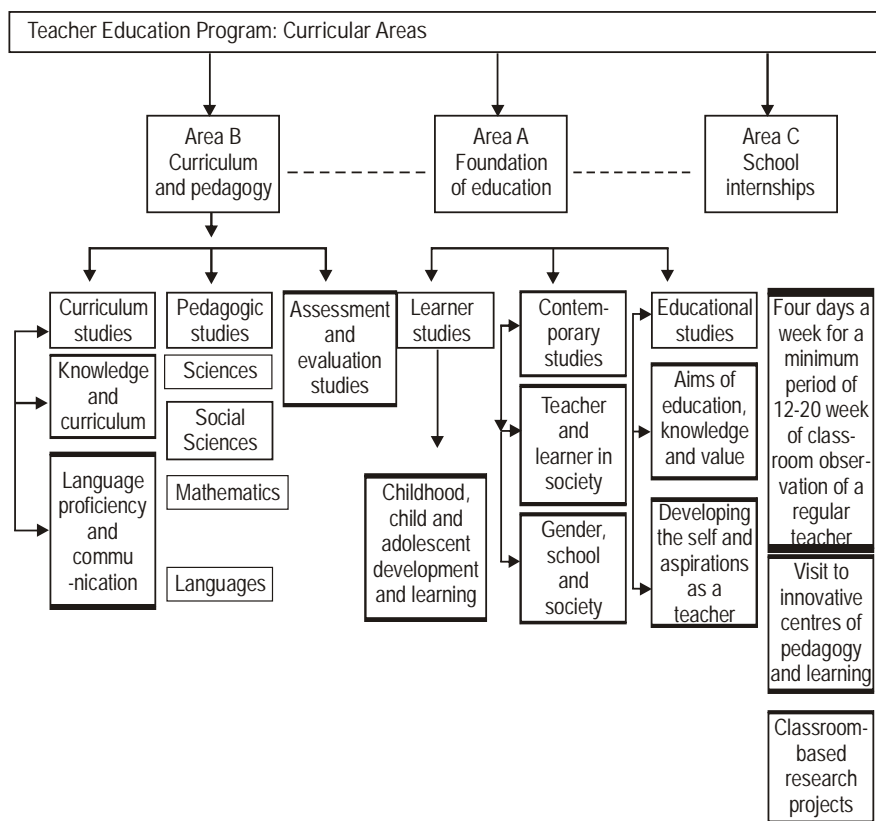 Teacher Education Program: Curricular Areas
Area B
Curriculum
and pedagogy
Area A
Foundation
of education
Area C
School
internships
Curriculum
studies
Knowledge
and
curriculum
Language
proficiency
and
commu
-nication
Pedagogic
studies
Sciences
Social
Sciences
Mathematics
Languages
Assessment
and
evaluation
studies
Learner
studies
Childhood,
child and
adolescent
development
and learning
Contem-
porary
studies
Teacher
and
learner in
society
Gender,
school
and
society
Educational
studies
Aims of
education,
knowledge
and value
Developing
the self and
aspirations
as a
teacher
Four days a
week for a
minimum
period of
12-20 week
of class-
room obser-
vation of a
regular
teacher
Visit to
innovative
centres of
pedagogy
and learning
Classroom-
based
research
projects